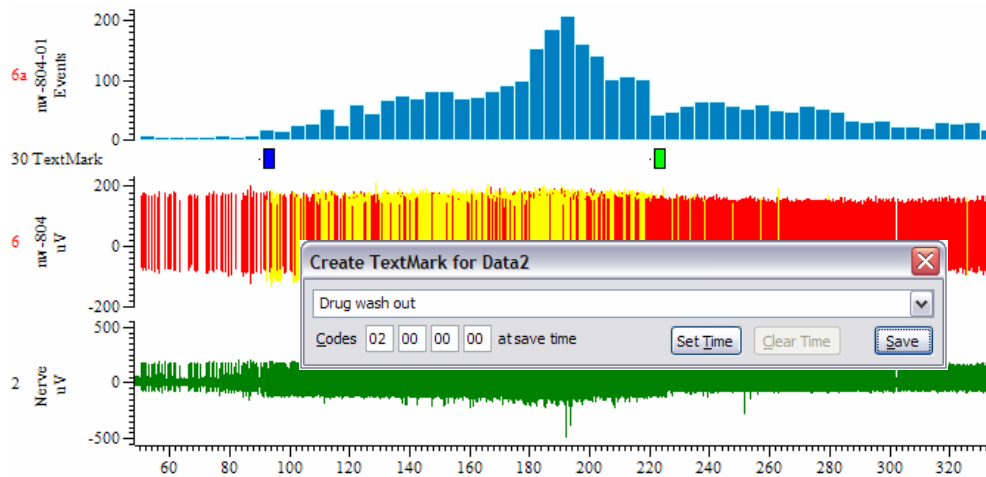 200
100
0
6a
nw-804-01
Events
30 TextMark
200
0
-200
6
nw-804
uV
Create TextMark for Data2
Drug wash out
Codes 02 00 00 00 at save time Set Time Clear Time Save
500
0
-500
2
Nerve
uV
60 80 100 120 140 160 180 200 220 240 260 280 300 320